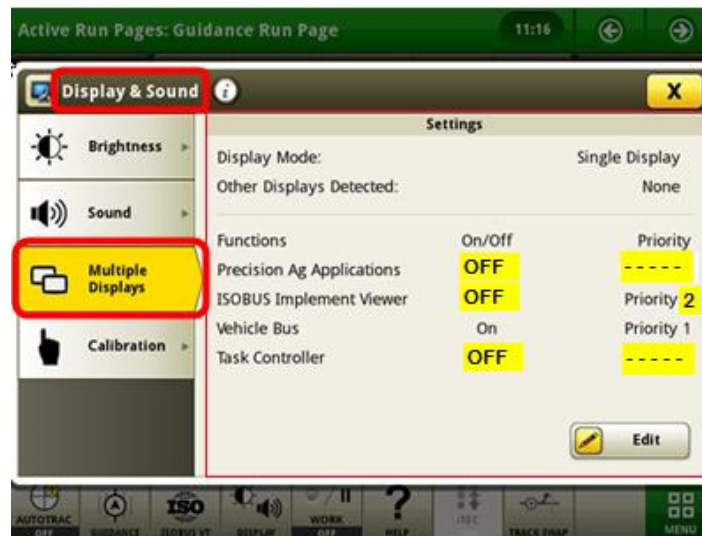 Active Run Pages: Guidance Run Page 11:16
Display & Sound i X
Settings
Brightness
Sound
Multiple
Displays
Calibration
Display Mode: Single Display
Other Displays Detected: None
Functions On/Off Priority
Precision Ag Applications OFF -----
ISOBUS Implement Viewer OFF Priority 2
Vehicle Bus On Priority 1
Task Controller OFF -----
Edit
ISO II ?
AUTOTRAC GUIDANCE ISOBUS VT DISPLAY WORK HELP ITEC TRACK SWAP MENU
OFF OFF